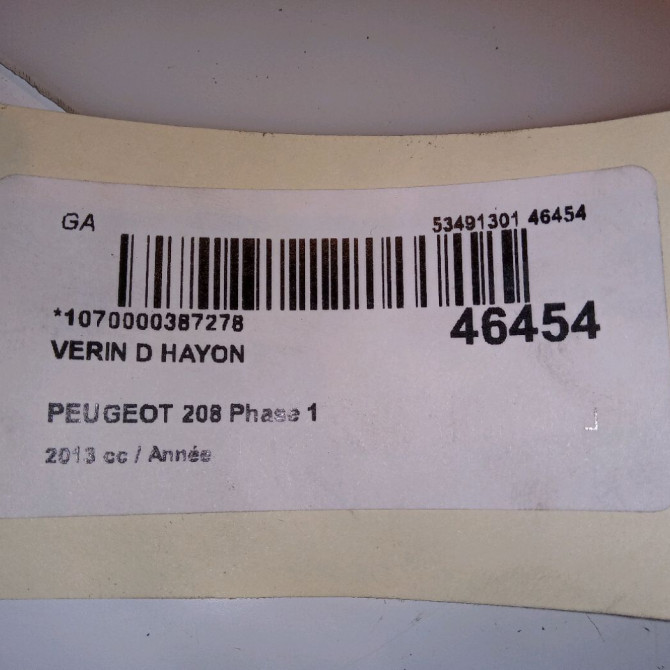 GA
53491301 46454
*1070000387278
46454
VERIN D HAYON
PEUGEOT 208 Phase 1
2013 cc / Année